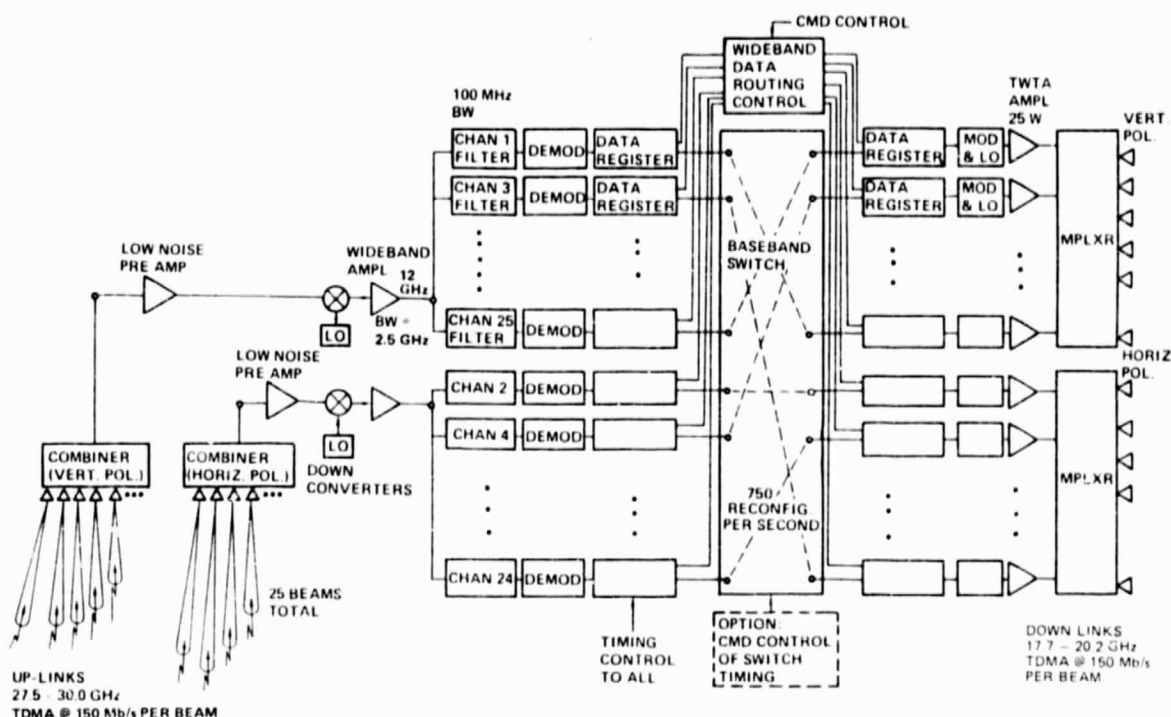 CMD CONTROL
WIDEBAND
DATA
ROUTING
CONTROL
100 MHz
BW
TWTA
AMPL
25 W
VERT.
POL.
CHAN 1
FILTER
DEMOD
DATA
REGISTER
DATA
REGISTER
MOD
& LO
CHAN 3
FILTER
DEMOD
DATA
REGISTER
DATA
REGISTER
MOD
& LO
MPLXR
LOW NOISE
PRE AMP
WIDEBAND
AMPL
12
GHz
BASEBAND
SWITCH
LO
BW =
2.5 GHz
CHAN 25
FILTER
DEMOD
LOW NOISE
PRE AMP
HORIZ
POL.
CHAN 2
DEMOD
LO
CHAN 4
DEMOD
COMBINER
(VERT. POL.)
COMBINER
(HORIZ. POL.)
DOWN
CONVERTERS
MPLXR
750
RECONFIG
PER SECOND
CHAN 24
DEMOD
25 BEAMS
TOTAL
TIMING
CONTROL
TO ALL
OPTION:
CMD CONTROL
OF SWITCH
TIMING
DOWN LINKS
17.7 - 20.2 GHz
TDMA @ 150 Mb/s
PER BEAM
UP-LINKS
27.5 - 30.0 GHz
TDMA @ 150 Mb/s PER BEAM